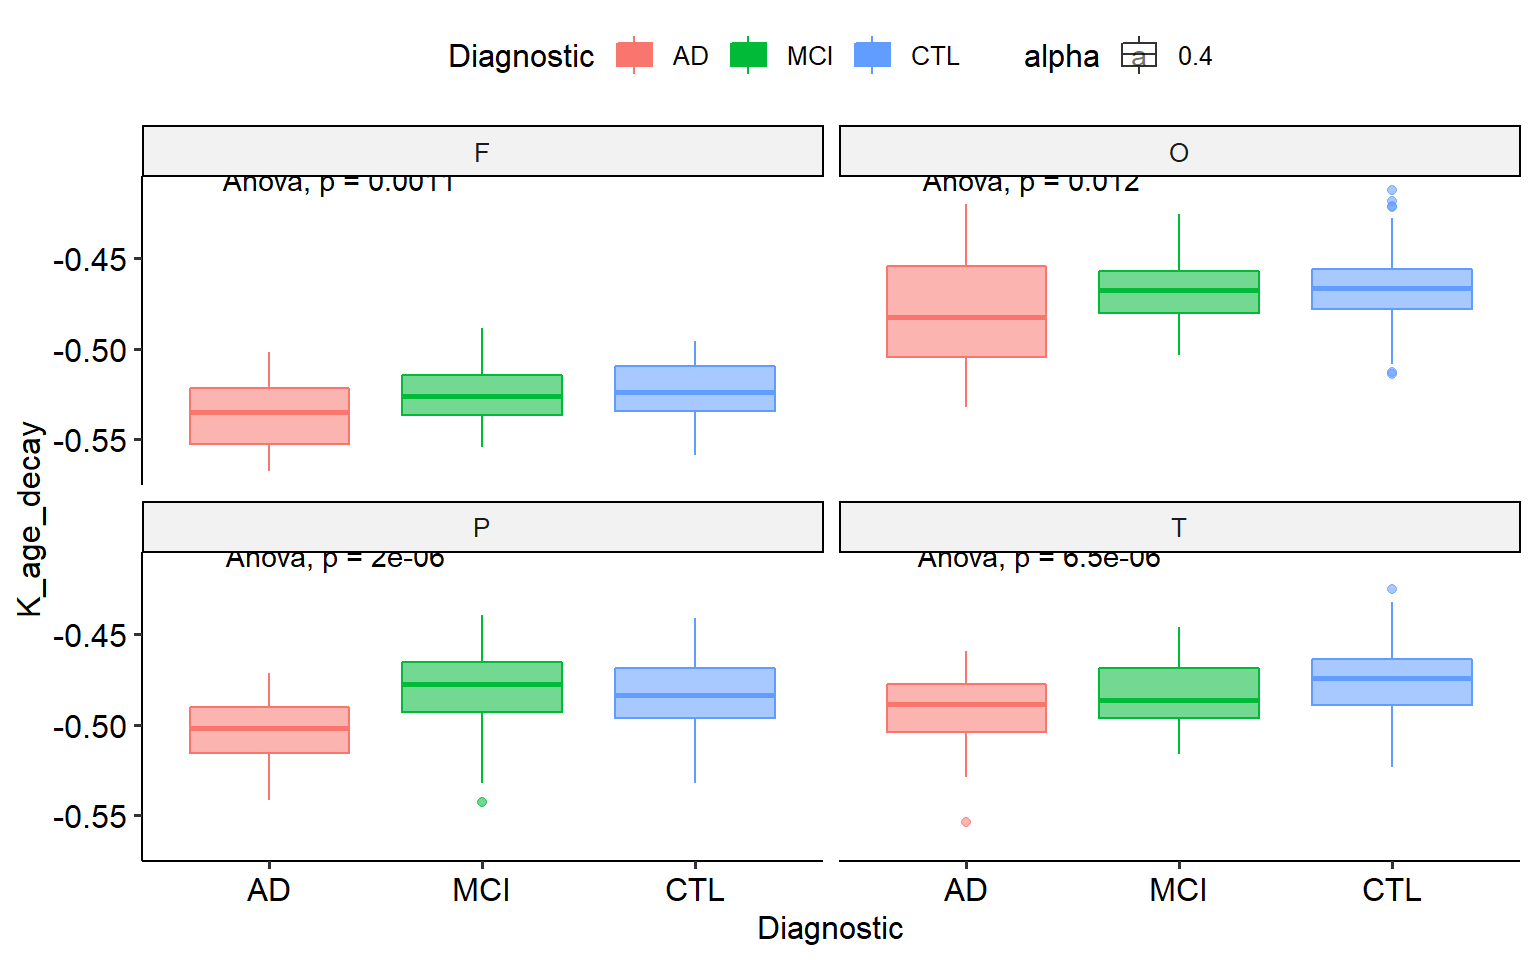 Diagnostic AD MCI CTL alpha a 0.4
F O
Anova, p = 0.0011 Anova, p = 0.012
-0.45
-0.50
-0.55
P T
Anova, p = 2e-06 Anova, p = 6.5e-06
-0.45
-0.50
-0.55
K_age_decay
AD MCI CTL AD MCI CTL
Diagnostic